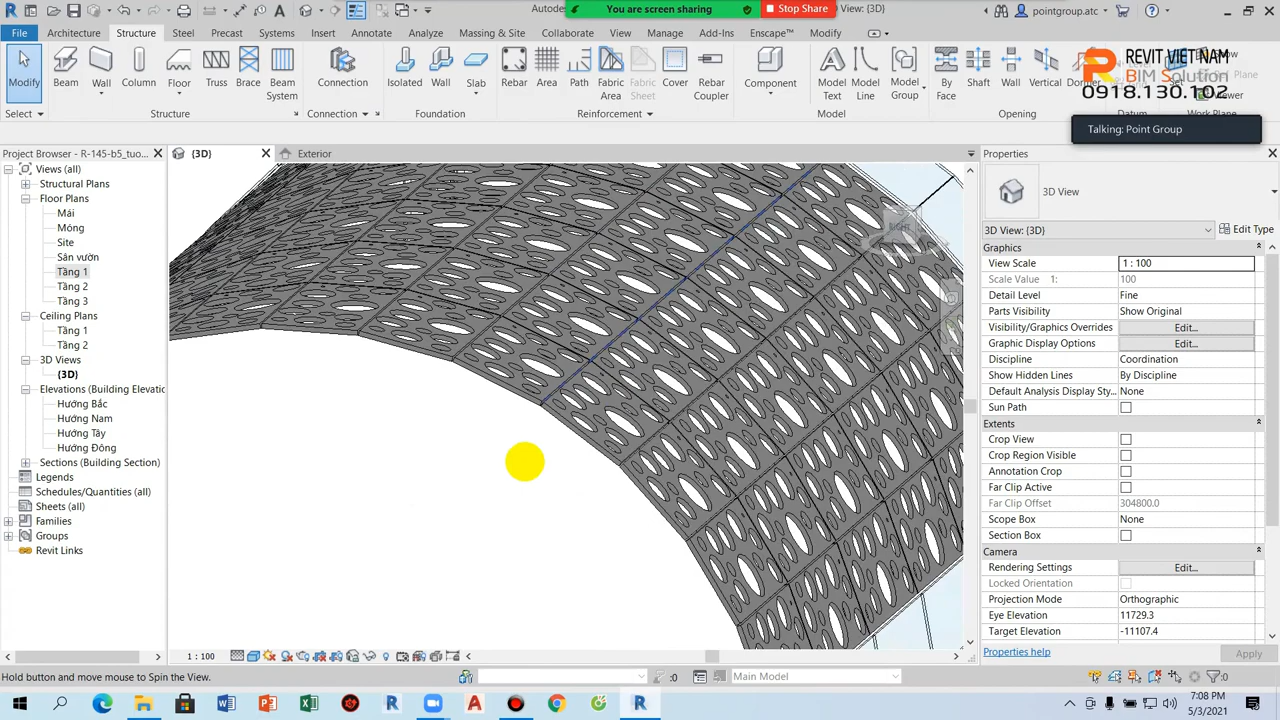 Autodes
You are screen sharing
Stop Share
View: {3D}
pointgroup.atc
File
Architecture
Structure
Steel
Precast
Systems
Insert
Annotate
Analyze
Massing & Site
Collaborate
View
Manage
Add-Ins
Enscape™
Modify
Modify
Beam
Wall
Column
Floor
Truss
Brace
Beam System
Connection
Isolated
Wall
Slab
Rebar
Area
Path
Fabric Area
Fabric Sheet
Cover
Rebar Coupler
Component
Model Text
Model Line
Model Group
By Face
Shaft
Wall
Vertical
Dormer
REVIT VIET NAM
BIM Solution
0918.130.102
Select
Structure
Connection
Foundation
Reinforcement
Model
Opening
Datum
Work Plane
Talking: Point Group
Project Browser - R-145-b5_tuo...
{3D}
Exterior
Properties
Views (all)
Structural Plans
Floor Plans
Mái
Móng
Site
Sân vườn
Tầng 1
Tầng 2
Tầng 3
Ceiling Plans
Tầng 1
Tầng 2
3D Views
{3D}
Elevations (Building Elevatio
Hướng Bắc
Hướng Nam
Hướng Tây
Hướng Đông
Sections (Building Section)
Legends
Schedules/Quantities (all)
Sheets (all)
Families
Groups
Revit Links
RIGHT
3D View
3D View: {3D}
Edit Type
Graphics
View Scale 1 : 100
Scale Value 1: 100
Detail Level Fine
Parts Visibility Show Original
Visibility/Graphics Overrides Edit...
Graphic Display Options Edit...
Discipline Coordination
Show Hidden Lines By Discipline
Default Analysis Display Sty... None
Sun Path
Extents
Crop View
Crop Region Visible
Annotation Crop
Far Clip Active
Far Clip Offset 304800.0
Scope Box None
Section Box
Camera
Rendering Settings Edit...
Locked Orientation
Projection Mode Orthographic
Eye Elevation 11729.3
Target Elevation -11107.4
Properties help
Apply
1 : 100
Hold button and move mouse to Spin the View.
:0
Main Model
:0
7:08 PM
5/3/2021